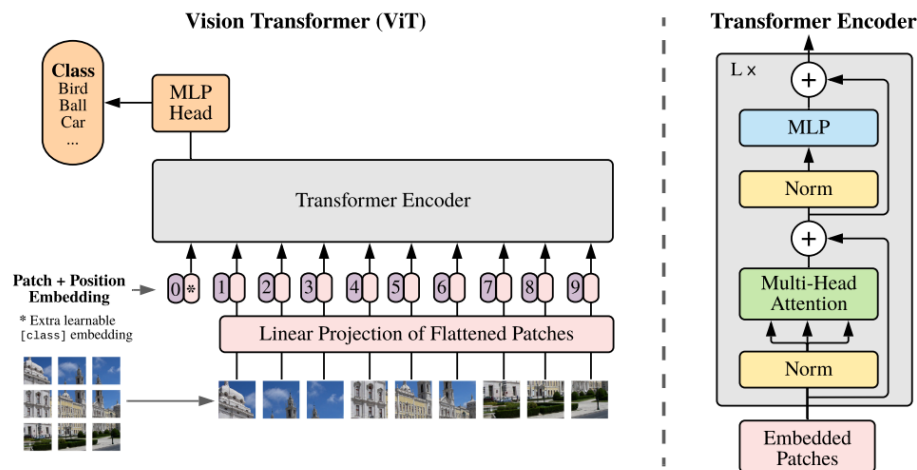 Vision Transformer (ViT)
Class
Bird
Ball
Car
...
MLP
Head
Transformer Encoder
Patch + Position
Embedding
0 *
1
2
3
4
5
6
7
8
9
* Extra learnable
[class] embedding
Linear Projection of Flattened Patches
Transformer Encoder
L ×
+
MLP
Norm
+
Multi-Head
Attention
Norm
Embedded
Patches